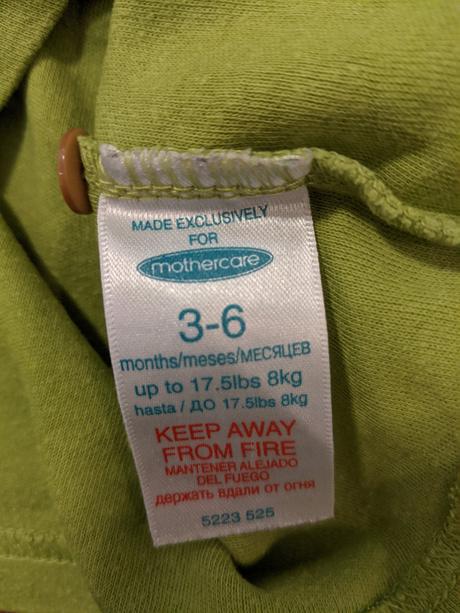 MADE EXCLUSIVELY
FOR
mothercare
3-6
months/meses/МЕСЯЦЕВ
up to 17.5lbs 8kg
hasta / ДО 17.5lbs 8kg
KEEP AWAY
FROM FIRE
MANTENER ALEJADO
DEL FUEGO
держать вдали от огня
5223 525